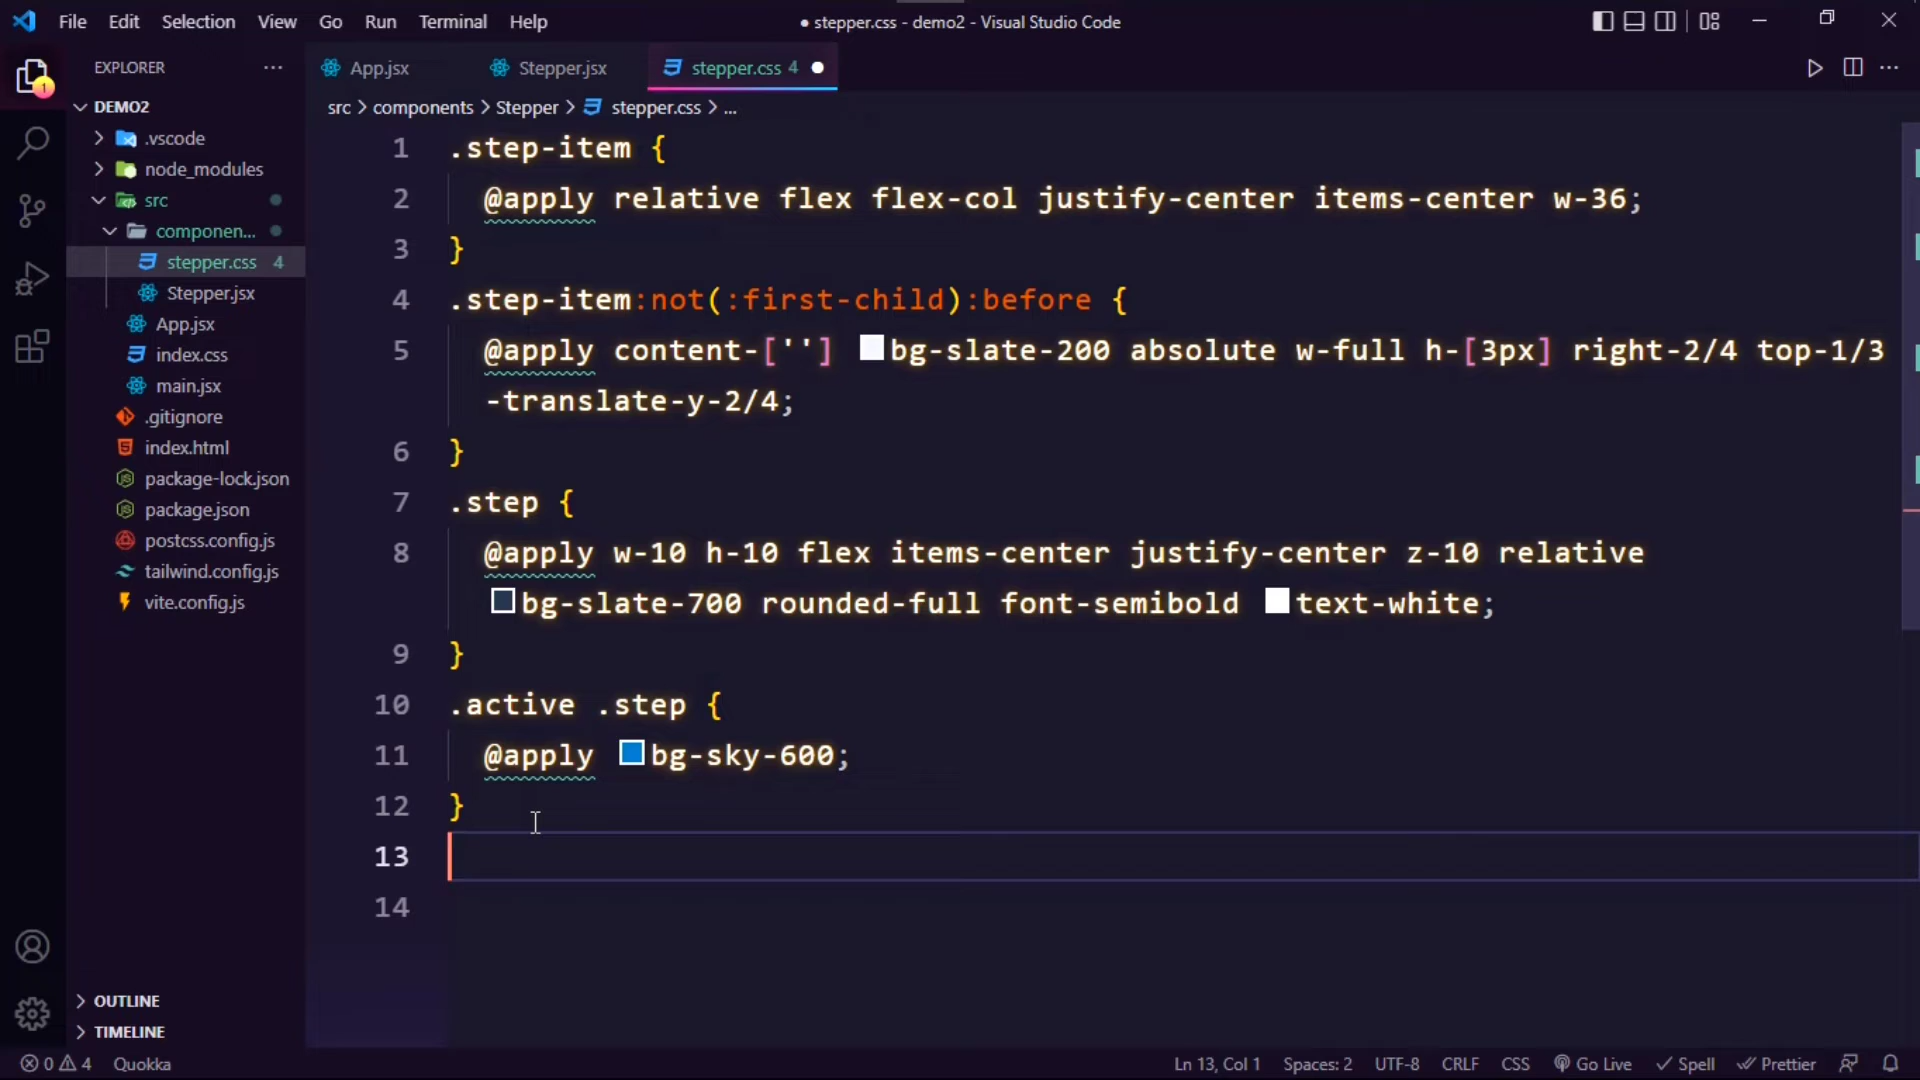 File Edit Selection View Go Run Terminal Help
● stepper.css - demo2 - Visual Studio Code
EXPLORER
App.jsx
Stepper.jsx
stepper.css 4 ●
DEMO2
src > components > Stepper > stepper.css > ...
1
.vscode
node_modules
src
componen...
stepper.css 4
Stepper.jsx
App.jsx
index.css
main.jsx
.gitignore
index.html
package-lock.json
package.json
postcss.config.js
tailwind.config.js
vite.config.js
OUTLINE
TIMELINE
1 .step-item {
2 @apply relative flex flex-col justify-center items-center w-36;
3 }
4 .step-item:not(:first-child):before {
5 @apply content-[''] bg-slate-200 absolute w-full h-[3px] right-2/4 top-1/3
-translate-y-2/4;
6 }
7 .step {
8 @apply w-10 h-10 flex items-center justify-center z-10 relative
bg-slate-700 rounded-full font-semibold text-white;
9 }
10 .active .step {
11 @apply bg-sky-600;
12 }
13
14
0 4 Quokka
Ln 13, Col 1 Spaces: 2 UTF-8 CRLF CSS Go Live Spell Prettier